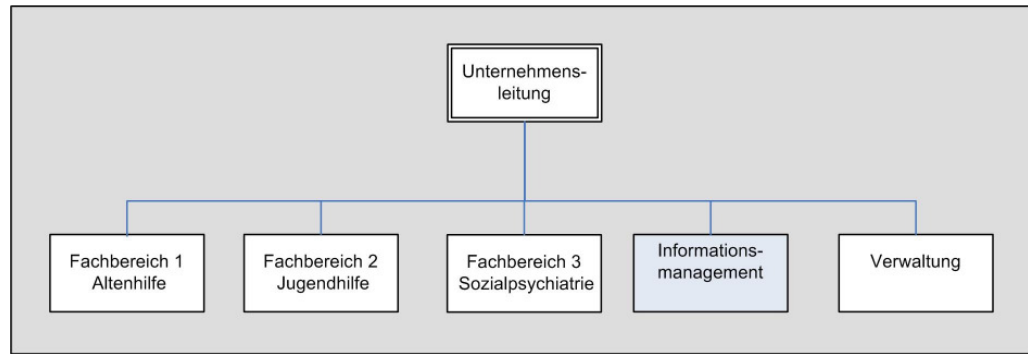 Unternehmens-
leitung
Fachbereich 1
Altenhilfe
Fachbereich 2
Jugendhilfe
Fachbereich 3
Sozialpsychiatrie
Informations-
management
Verwaltung